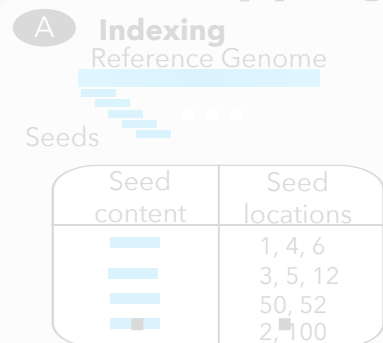 A Indexing
Reference Genome
Seeds
Seed content
Seed locations
1, 4, 6
3, 5, 12
50, 52
2, 100